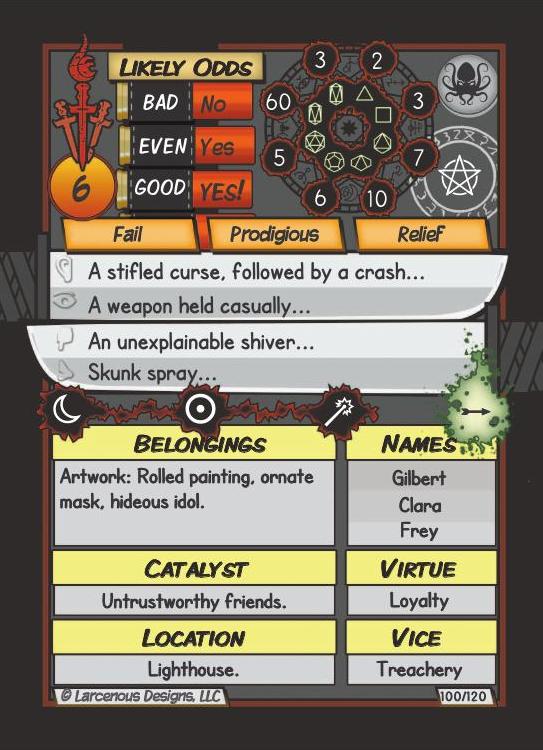 LIKELY ODDS
BAD No
EVEN Yes
GOOD YES!
6
3 2
60 3
5 7
6 10
Fail Prodigious Relief
A stifled curse, followed by a crash...
A weapon held casually...
An unexplainable shiver...
Skunk spray...
BELONGINGS
Artwork: Rolled painting, ornate
mask, hideous idol.
NAMES
Gilbert
Clara
Frey
CATALYST
Untrustworthy friends.
VIRTUE
Loyalty
LOCATION
Lighthouse.
VICE
Treachery
© Larcenous Designs, LLC
100/120